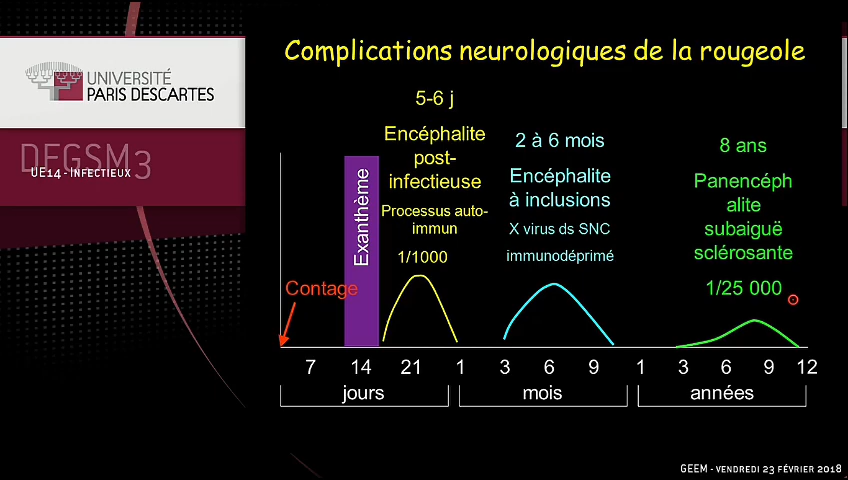 Complications neurologiques de la rougeole
UNIVERSITÉ
PARIS DESCARTES
DFGSM3
UE14 - Infectieux
5-6 j
Encéphalite
post-
infectieuse
Processus auto-
immun
1/1000
2 à 6 mois
Encéphalite
à inclusions
X virus ds SNC
immunodéprimé
8 ans
Panencéph
alite
subaiguë
sclérosante
1/25 000
Exanthème
Contage
7 14 21 1 3 6 9 1 3 6 9 12
jours mois années
GEEM - VENDREDI 23 FÉVRIER 2018